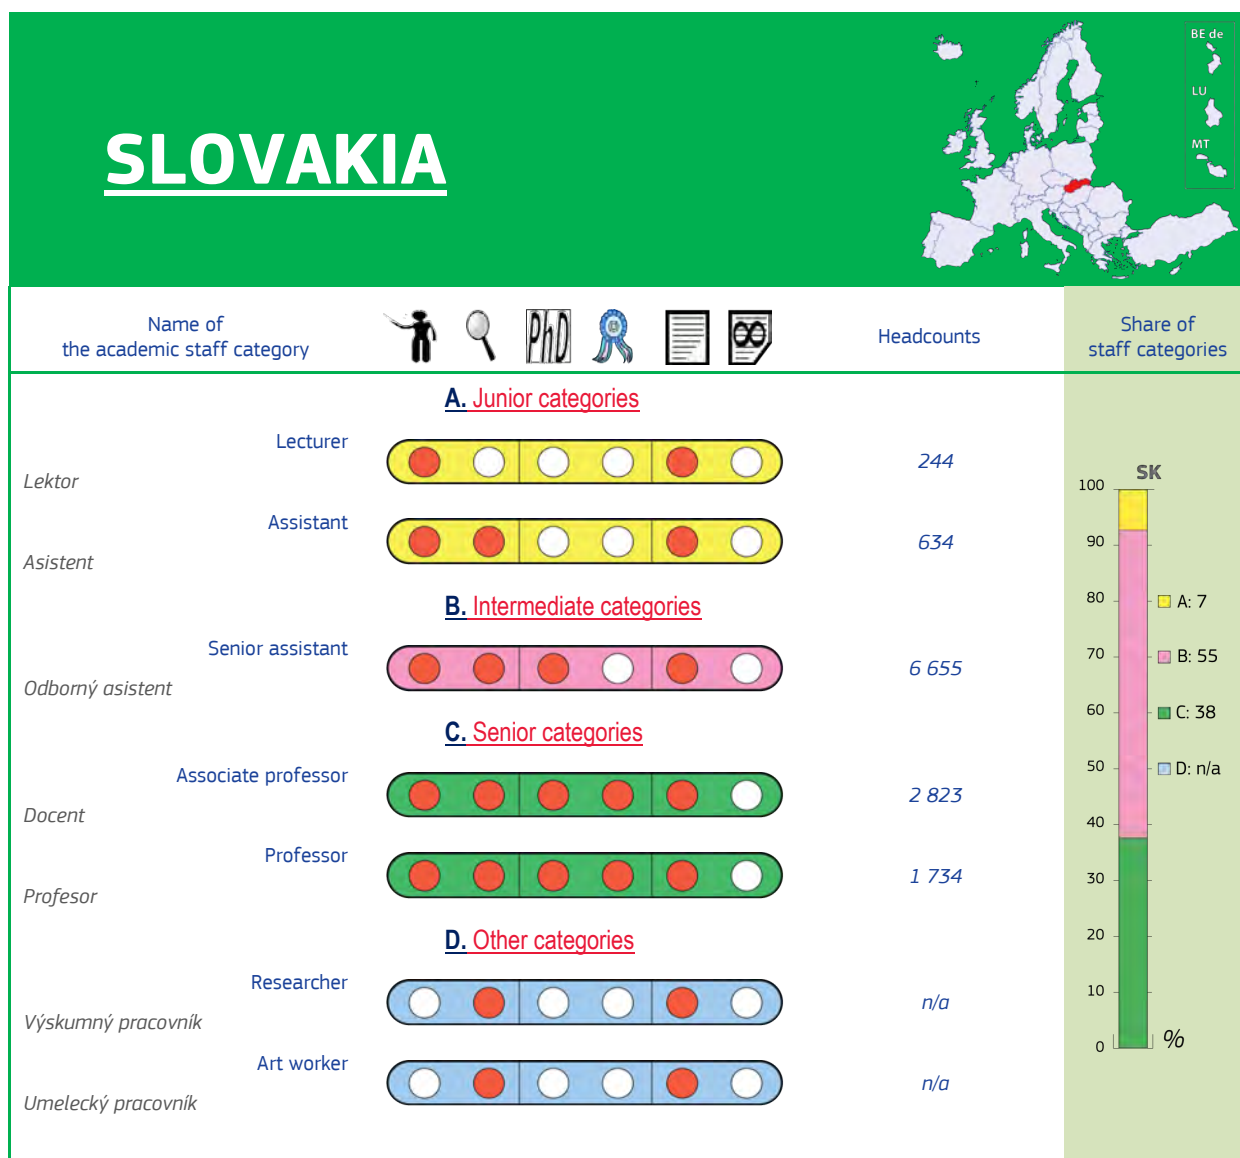 SLOVAKIA
BE de
LU
MT
Name of
the academic staff category
PhD
Headcounts
Share of
staff categories
A. Junior categories
Lecturer
Lektor
244
Assistant
Asistent
634
B. Intermediate categories
Senior assistant
Odborný asistent
6 655
C. Senior categories
Associate professor
Docent
2 823
Professor
Profesor
1 734
D. Other categories
Researcher
Výskumný pracovník
n/a
Art worker
Umelecký pracovník
n/a
SK
100
90
80
70
60
50
40
30
20
10
0
%
A: 7
B: 55
C: 38
D: n/a